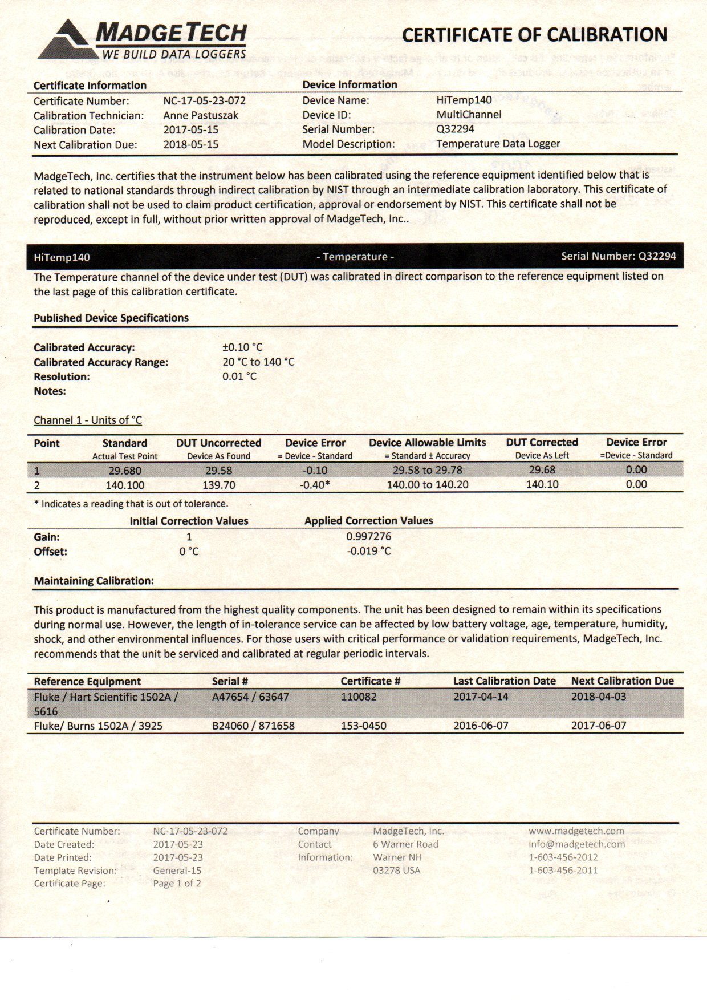 MADGETECH
WE BUILD DATA LOGGERS
CERTIFICATE OF CALIBRATION
Certificate Information Device Information
Certificate Number: NC-17-05-23-072 Device Name: HiTemp140
Calibration Technician: Anne Pastuszak Device ID: MultiChannel
Calibration Date: 2017-05-15 Serial Number: Q32294
Next Calibration Due: 2018-05-15 Model Description: Temperature Data Logger
MadgeTech, Inc. certifies that the instrument below has been calibrated using the reference equipment identified below that is
related to national standards through indirect calibration by NIST through an intermediate calibration laboratory. This certificate of
calibration shall not be used to claim product certification, approval or endorsement by NIST. This certificate shall not be
reproduced, except in full, without prior written approval of MadgeTech, Inc..
HiTemp140 - Temperature - Serial Number: Q32294
The Temperature channel of the device under test (DUT) was calibrated in direct comparison to the reference equipment listed on
the last page of this calibration certificate.
Published Device Specifications
Calibrated Accuracy: ±0.10 °C
Calibrated Accuracy Range: 20 °C to 140 °C
Resolution: 0.01 °C
Notes:
Channel 1 - Units of °C
Point Standard DUT Uncorrected Device Error Device Allowable Limits DUT Corrected Device Error
Actual Test Point Device As Found = Device - Standard = Standard ± Accuracy Device As Left =Device - Standard
1 29.680 29.58 -0.10 29.58 to 29.78 29.68 0.00
2 140.100 139.70 -0.40* 140.00 to 140.20 140.10 0.00
* Indicates a reading that is out of tolerance.
Initial Correction Values Applied Correction Values
Gain: 1 0.997276
Offset: 0 °C -0.019 °C
Maintaining Calibration:
This product is manufactured from the highest quality components. The unit has been designed to remain within its specifications
during normal use. However, the length of in-tolerance service can be affected by low battery voltage, age, temperature, humidity,
shock, and other environmental influences. For those users with critical performance or validation requirements, MadgeTech, Inc.
recommends that the unit be serviced and calibrated at regular periodic intervals.
Reference Equipment Serial # Certificate # Last Calibration Date Next Calibration Due
Fluke / Hart Scientific 1502A / A47654 / 63647 110082 2017-04-14 2018-04-03
5616
Fluke/ Burns 1502A / 3925 B24060 / 871658 153-0450 2016-06-07 2017-06-07
Certificate Number: NC-17-05-23-072 Company MadgeTech, Inc. www.madgetech.com
Date Created: 2017-05-23 Contact 6 Warner Road info@madgetech.com
Date Printed: 2017-05-23 Information: Warner NH 1-603-456-2012
Template Revision: General-15 03278 USA 1-603-456-2011
Certificate Page: Page 1 of 2